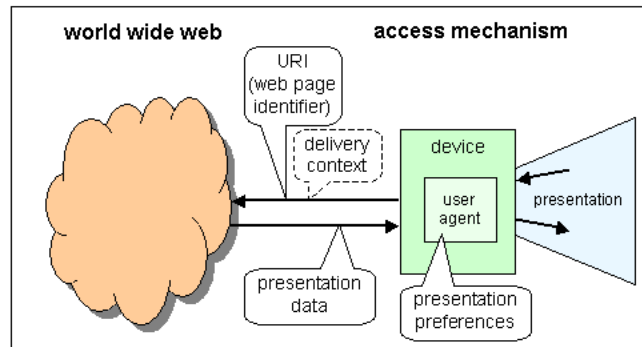 world wide web
access mechanism
URI
(web page
identifier)
delivery
context
device
user
agent
presentation
presentation
data
presentation
preferences